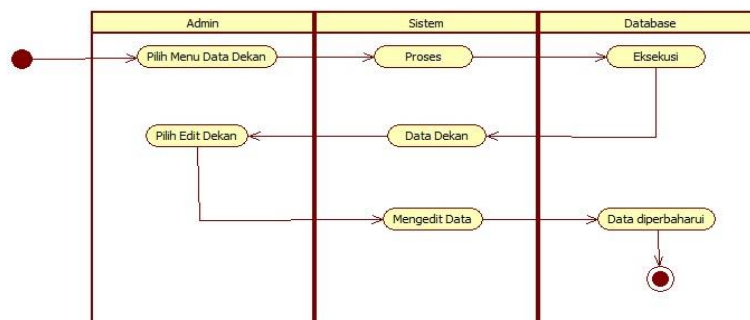 Admin
Sistem
Database
Pilih Menu Data Dekan
Proses
Eksekusi
Pilih Edit Dekan
Data Dekan
Mengedit Data
Data diperbaharui